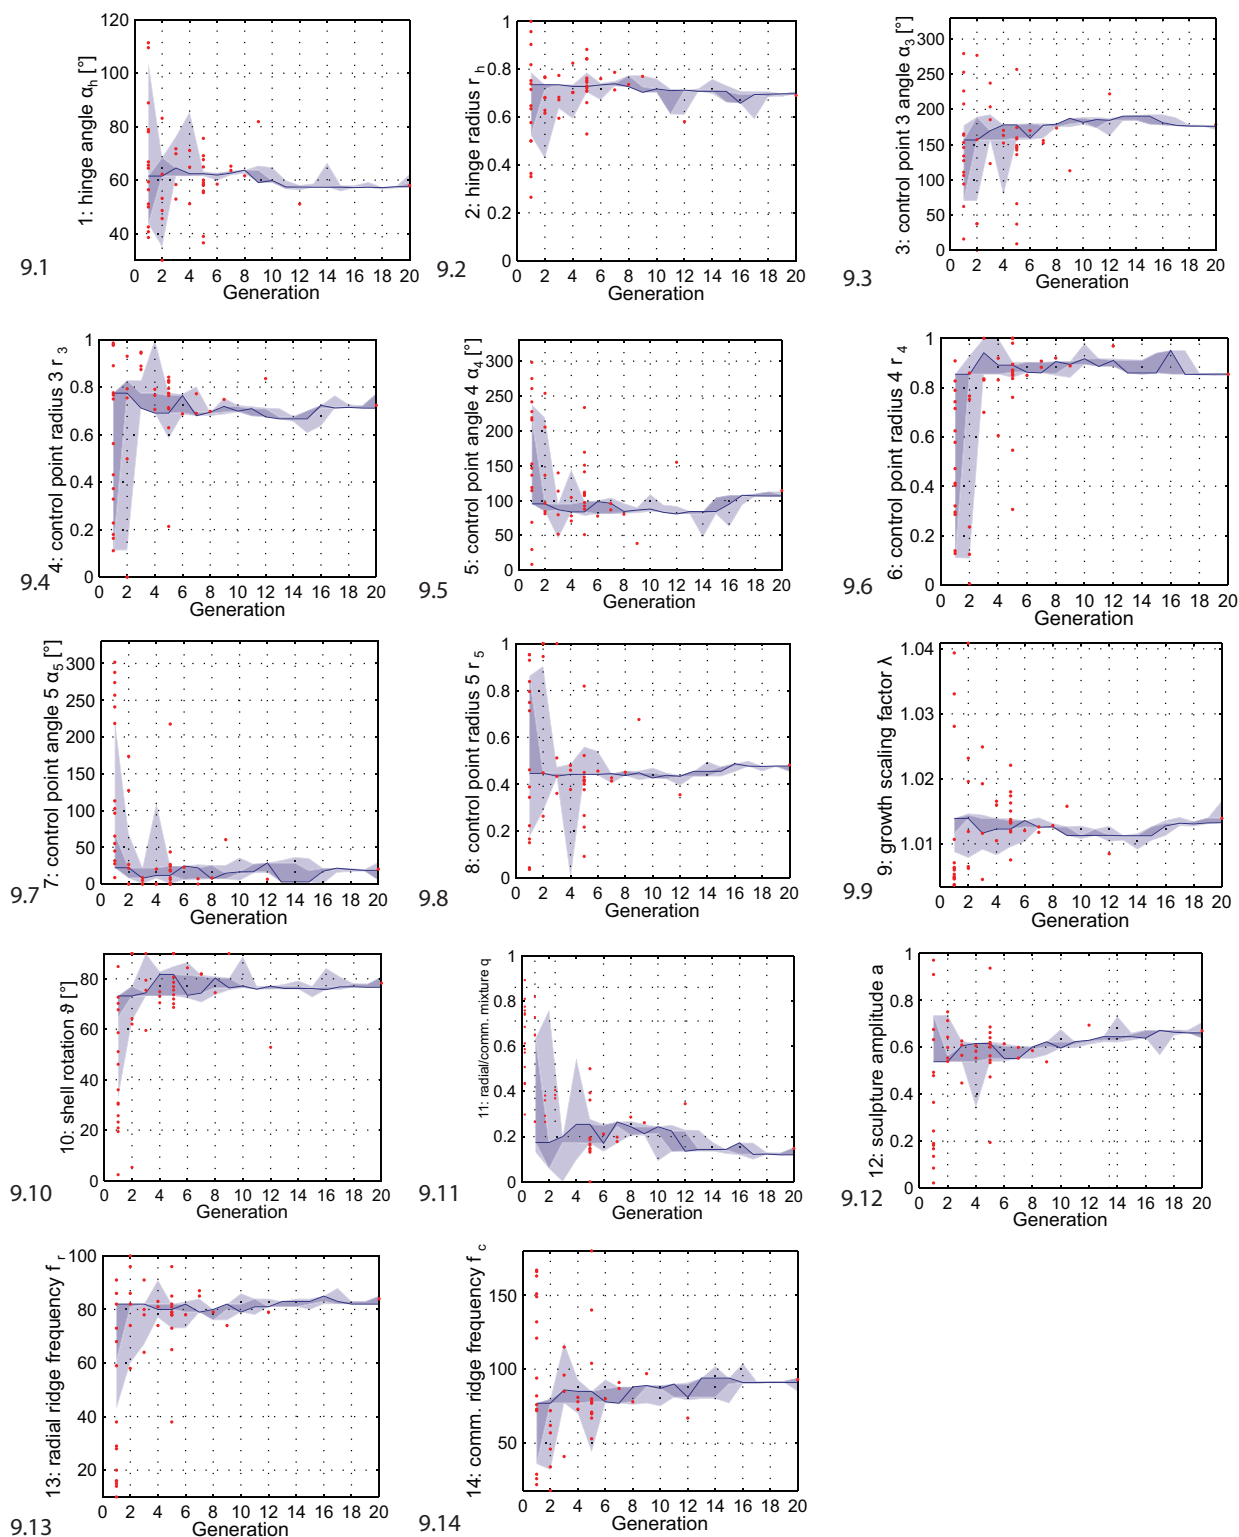 1: hinge angle αh [°]
120
100
80
60
40
0 2 4 6 8 10 12 14 16 18 20
Generation
9.1
2: hinge radius r h
1
0.8
0.6
0.4
0.2
0
0 2 4 6 8 10 12 14 16 18 20
Generation
9.2
3: control point 3 angle α3 [°]
300
250
200
150
100
50
0
0 2 4 6 8 10 12 14 16 18 20
Generation
9.3
4: control point radius 3 r 3
1
0.8
0.6
0.4
0.2
0
0 2 4 6 8 10 12 14 16 18 20
Generation
9.4
5: control point angle 4 α4 [°]
300
250
200
150
100
50
0
0 2 4 6 8 10 12 14 16 18 20
Generation
9.5
6: control point radius 4 r 4
1
0.8
0.6
0.4
0.2
0
0 2 4 6 8 10 12 14 16 18 20
Generation
9.6
7: control point angle 5 α5 [°]
300
250
200
150
100
50
0
0 2 4 6 8 10 12 14 16 18 20
Generation
9.7
8: control point radius 5 r 5
1
0.8
0.6
0.4
0.2
0
0 2 4 6 8 10 12 14 16 18 20
Generation
9.8
9: growth scaling factor λ
1.04
1.03
1.02
1.01
0 2 4 6 8 10 12 14 16 18 20
Generation
9.9
10: shell rotation ϑ [°]
80
60
40
20
0
0 2 4 6 8 10 12 14 16 18 20
Generation
9.10
11: radial/comm. mixture q
1
0.8
0.6
0.4
0.2
0
0 2 4 6 8 10 12 14 16 18 20
Generation
9.11
12: sculpture amplitude a
1
0.8
0.6
0.4
0.2
0
0 2 4 6 8 10 12 14 16 18 20
Generation
9.12
13: radial ridge frequency f r
100
80
60
40
20
0 2 4 6 8 10 12 14 16 18 20
Generation
9.13
14: comm. ridge frequency f c
150
100
50
0 2 4 6 8 10 12 14 16 18 20
Generation
9.14